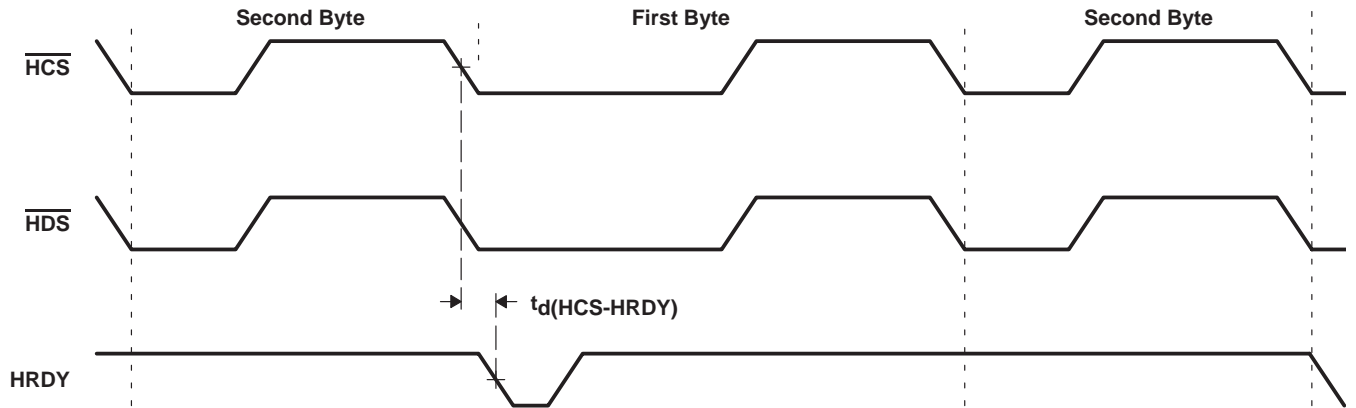 Second Byte First Byte Second Byte
HCS
HDS
td(HCS-HRDY)
HRDY